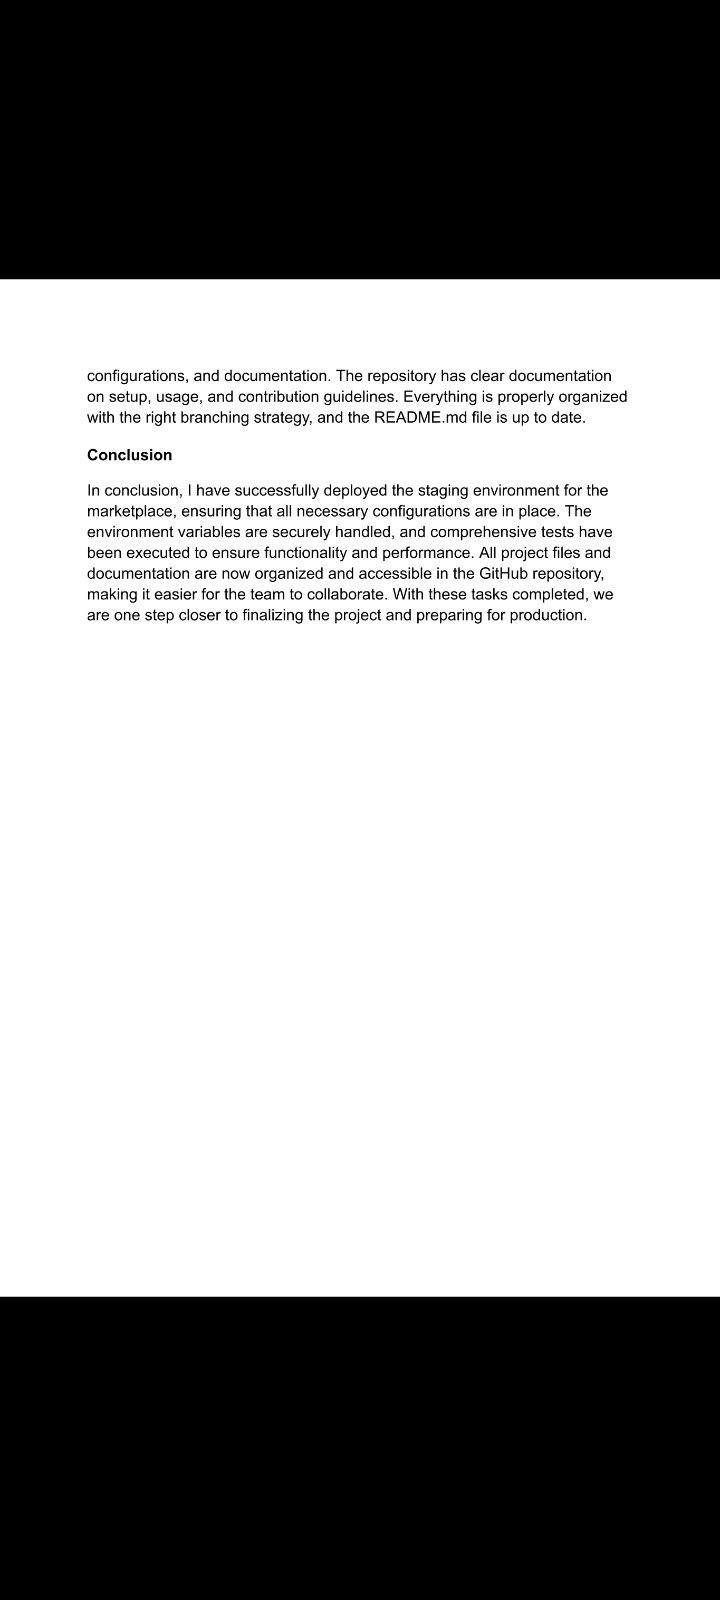 configurations, and documentation. The repository has clear documentation
on setup, usage, and contribution guidelines. Everything is properly organized
with the right branching strategy, and the README.md file is up to date.
Conclusion
In conclusion, I have successfully deployed the staging environment for the
marketplace, ensuring that all necessary configurations are in place. The
environment variables are securely handled, and comprehensive tests have
been executed to ensure functionality and performance. All project files and
documentation are now organized and accessible in the GitHub repository,
making it easier for the team to collaborate. With these tasks completed, we
are one step closer to finalizing the project and preparing for production.